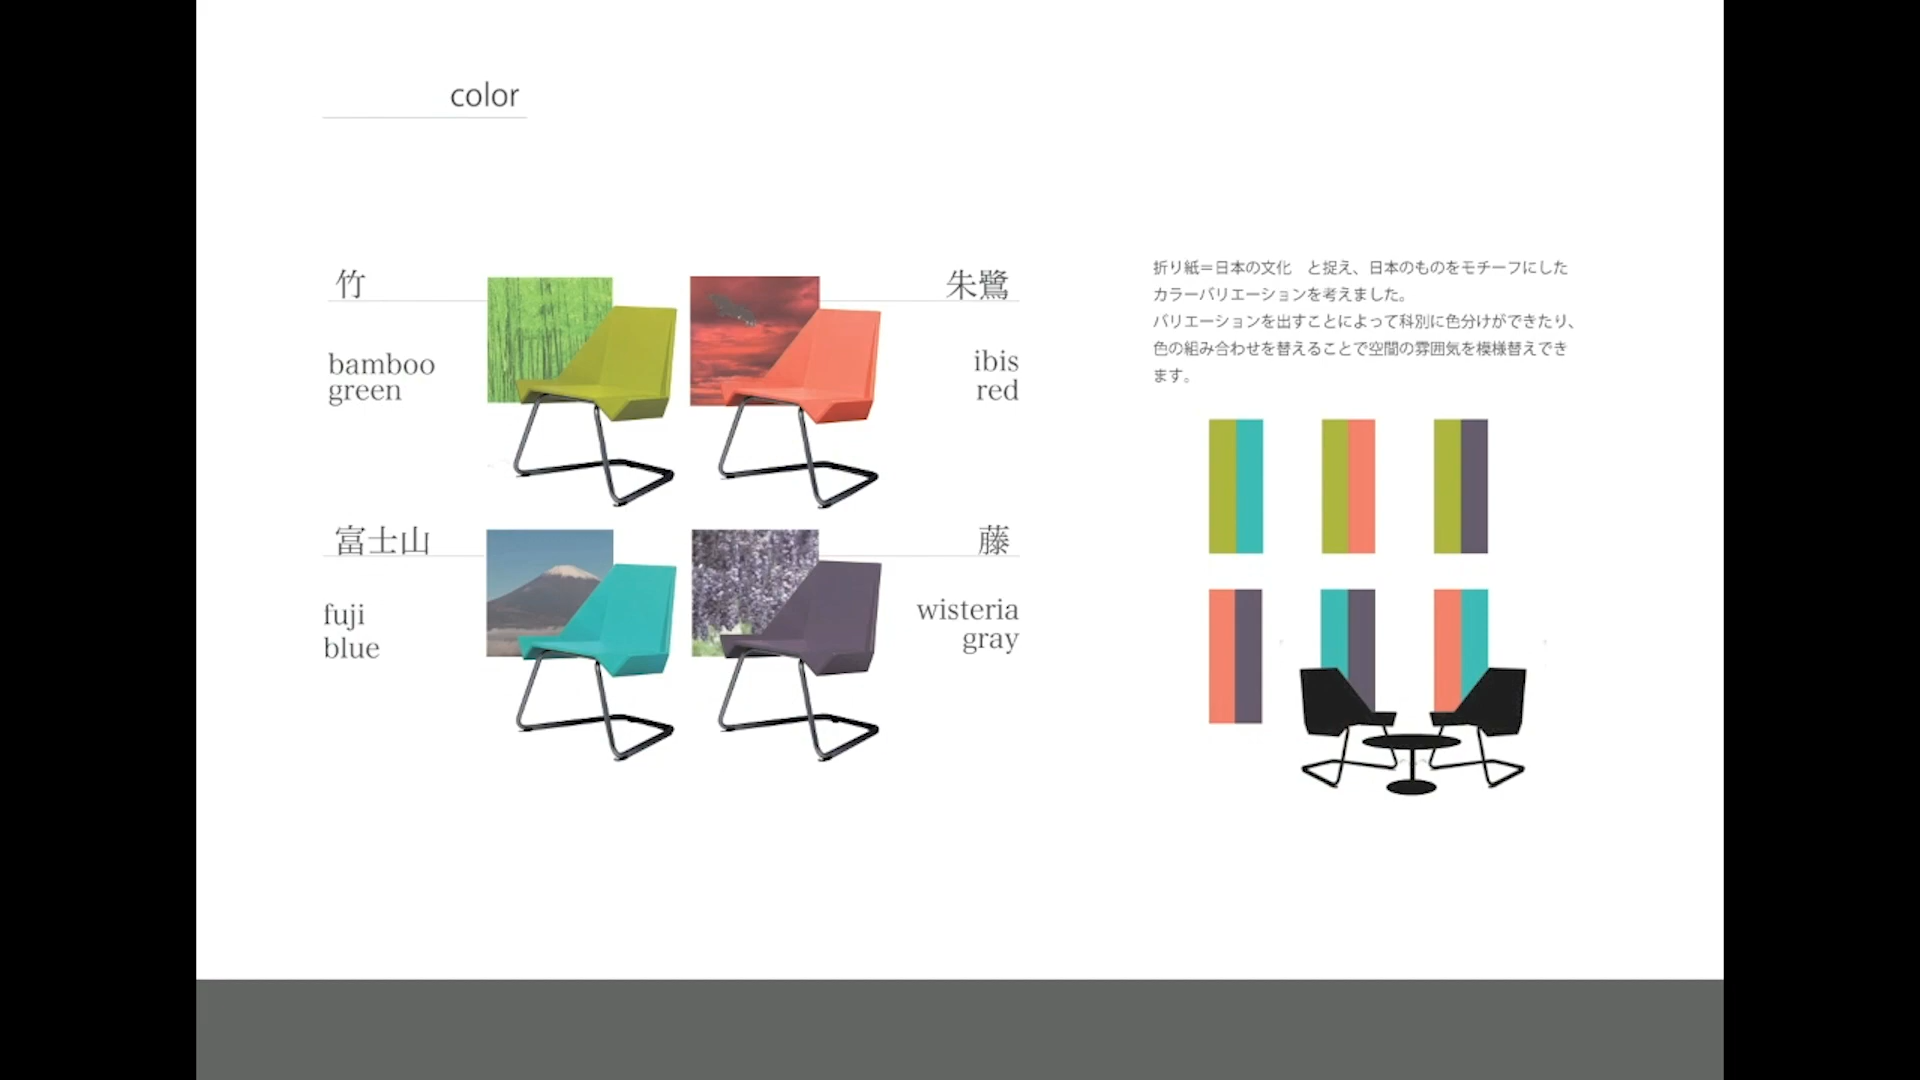 color
竹
bamboo
green
朱鷺
ibis
red
富士山
fuji
blue
藤
wisteria
gray
折り紙=日本の文化　と捉え、日本のものをモチーフにした
カラーバリエーションを考えました。
バリエーションを出すことによって科別に色分けができたり、
色の組み合わせを替えることで空間の雰囲気を模様替えでき
ます。